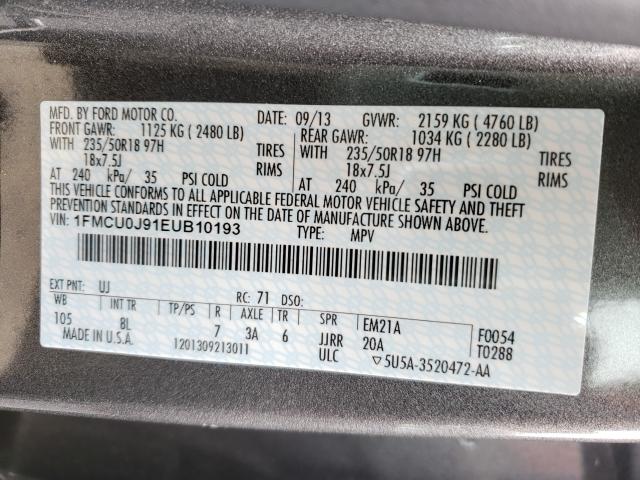 MFD. BY FORD MOTOR CO. DATE: 09/13 GVWR: 2159 KG ( 4760 LB)
FRONT GAWR: 1125 KG ( 2480 LB) REAR GAWR: 1034 KG ( 2280 LB)
WITH 235/50R18 97H TIRES WITH 235/50R18 97H TIRES
18x7.5J RIMS 18x7.5J RIMS
AT 240 kPa/ 35 PSI COLD AT 240 kPa/ 35 PSI COLD
THIS VEHICLE CONFORMS TO ALL APPLICABLE FEDERAL MOTOR VEHICLE SAFETY AND THEFT
PREVENTION STANDARDS IN EFFECT ON THE DATE OF MANUFACTURE SHOWN ABOVE.
VIN: 1FMCU0J91EUB10193 TYPE: MPV
EXT PNT: UJ RC: 71 DSO:
WB INT TR TP/PS R AXLE TR SPR EM21A F0054
105 8L 7 3A 6 JJRR 20A T0288
MADE IN U.S.A. 1201309213011 ULC ▽5U5A-3520472-AA